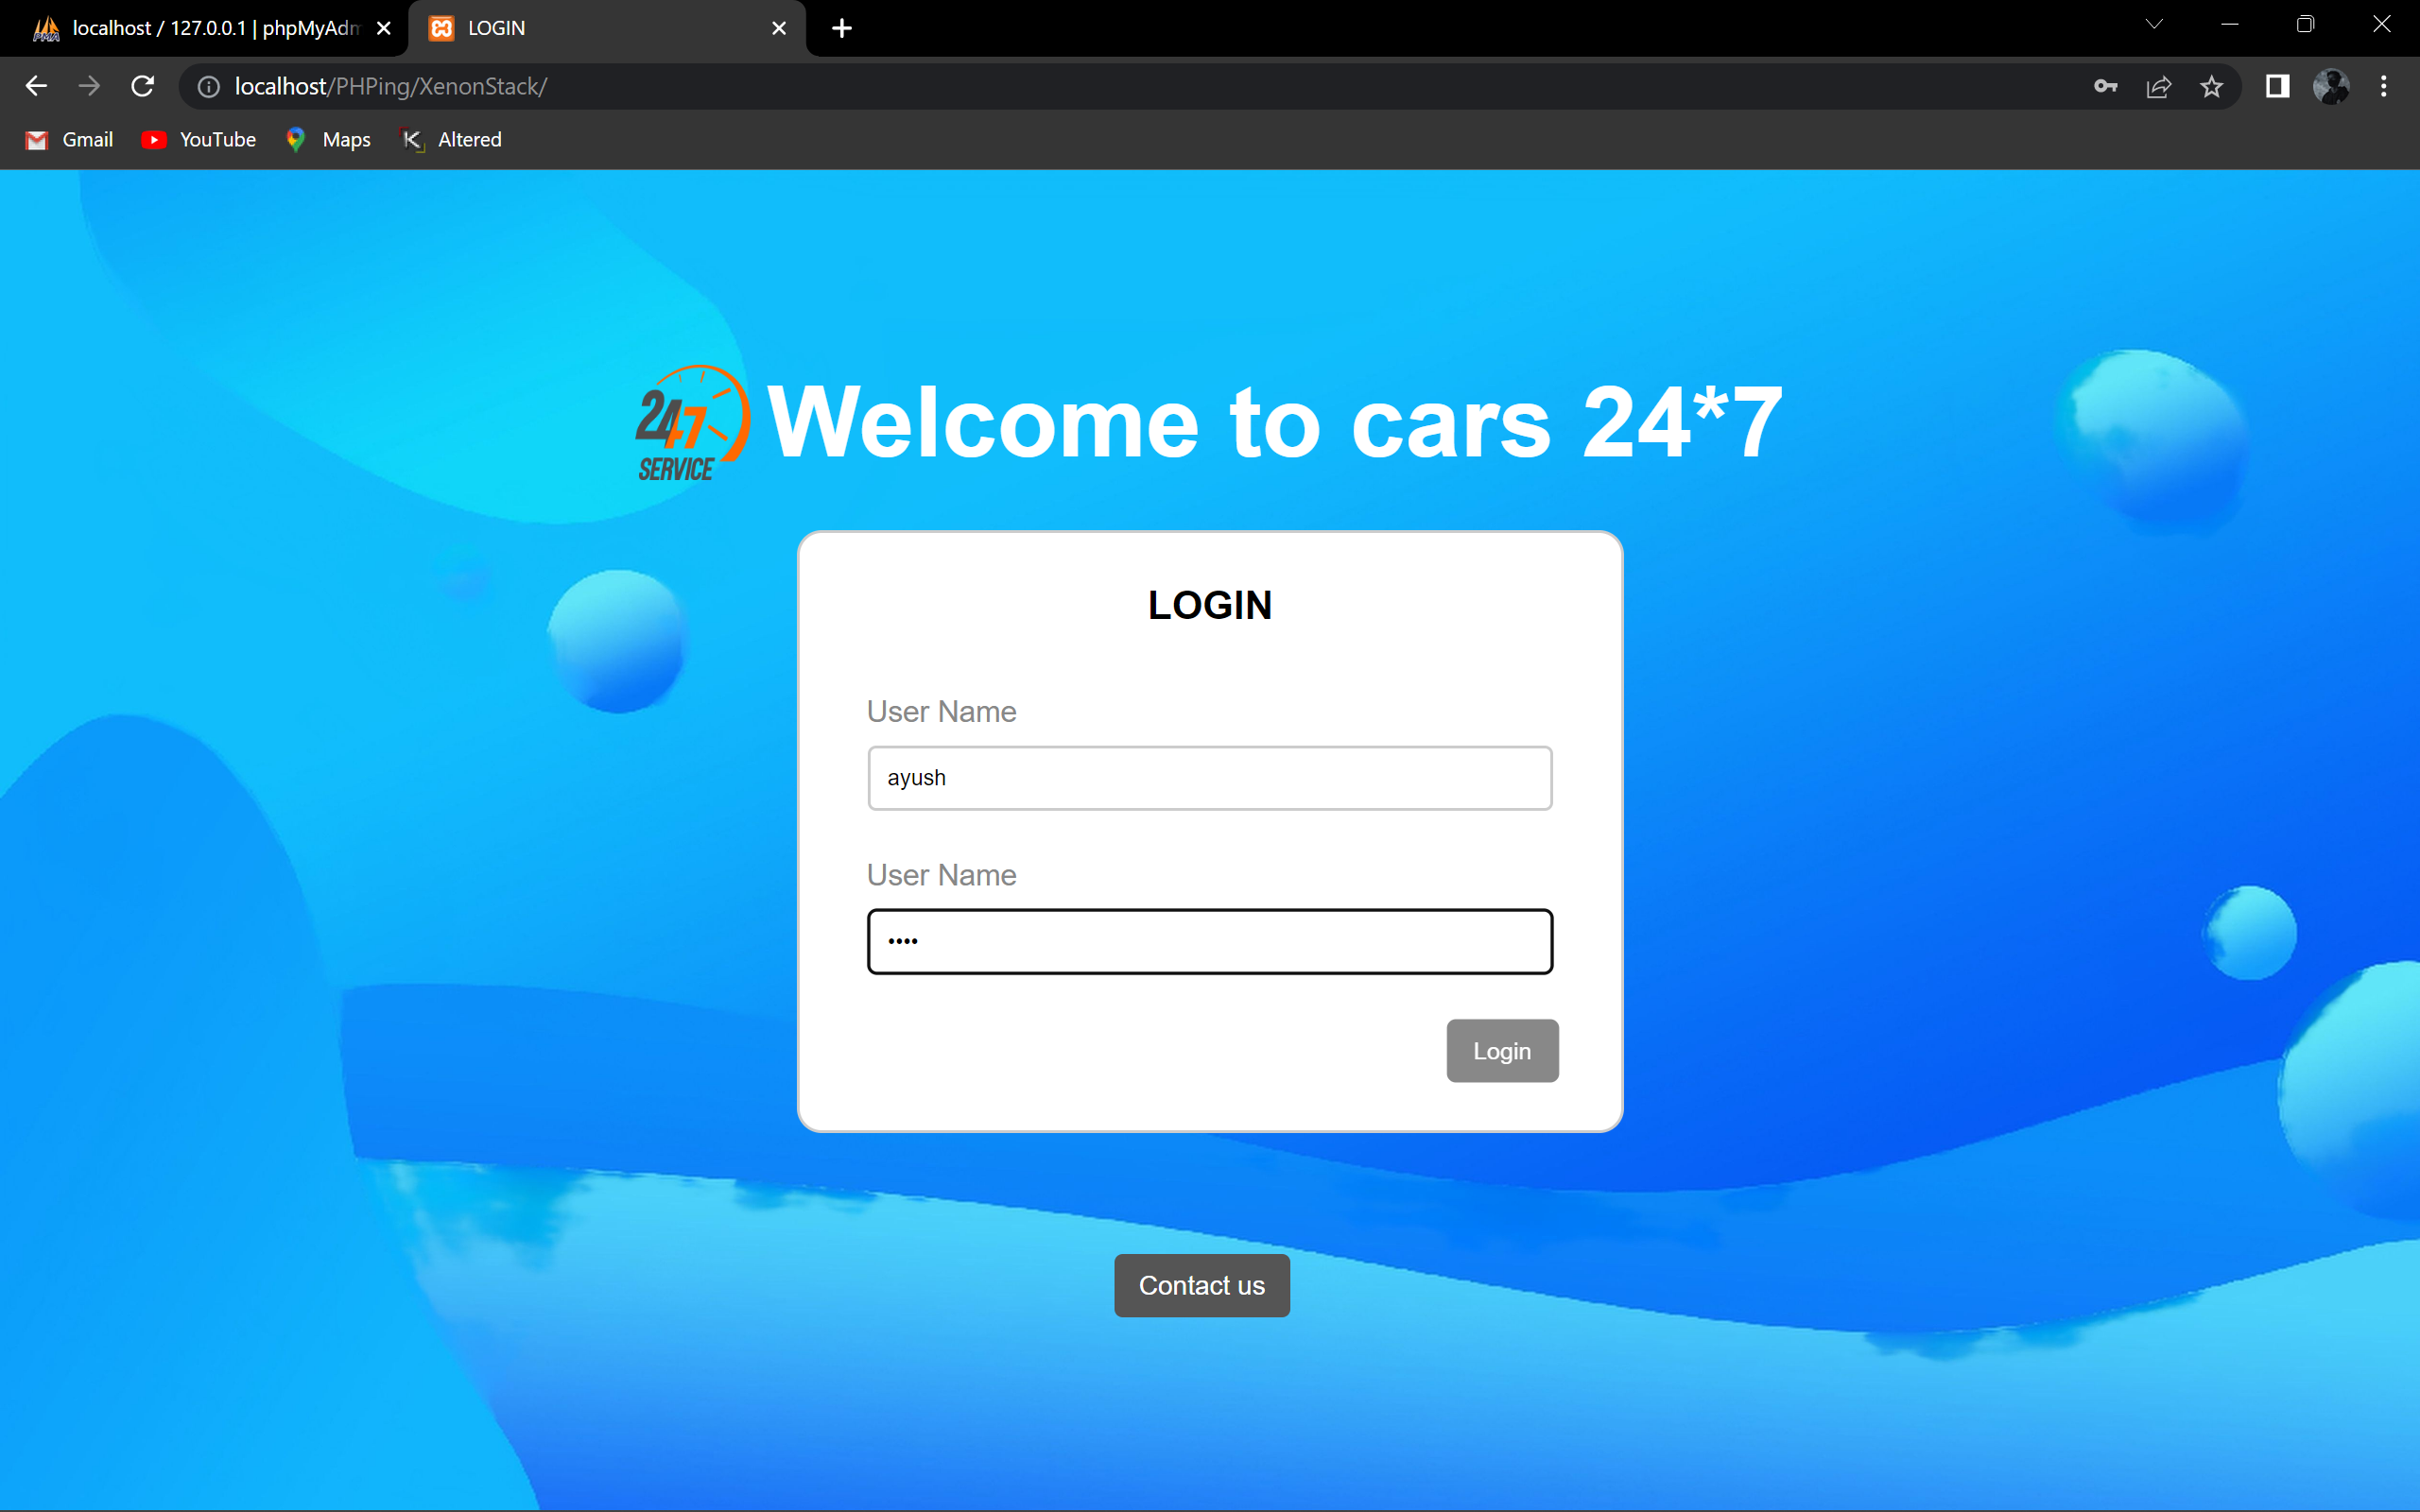 localhost / 127.0.0.1 | phpMyAdm
LOGIN
localhost/PHPing/XenonStack/
Gmail
YouTube
Maps
Altered
24/7
SERVICE
Welcome to cars 24*7
LOGIN
User Name
ayush
User Name
••••
Login
Contact us